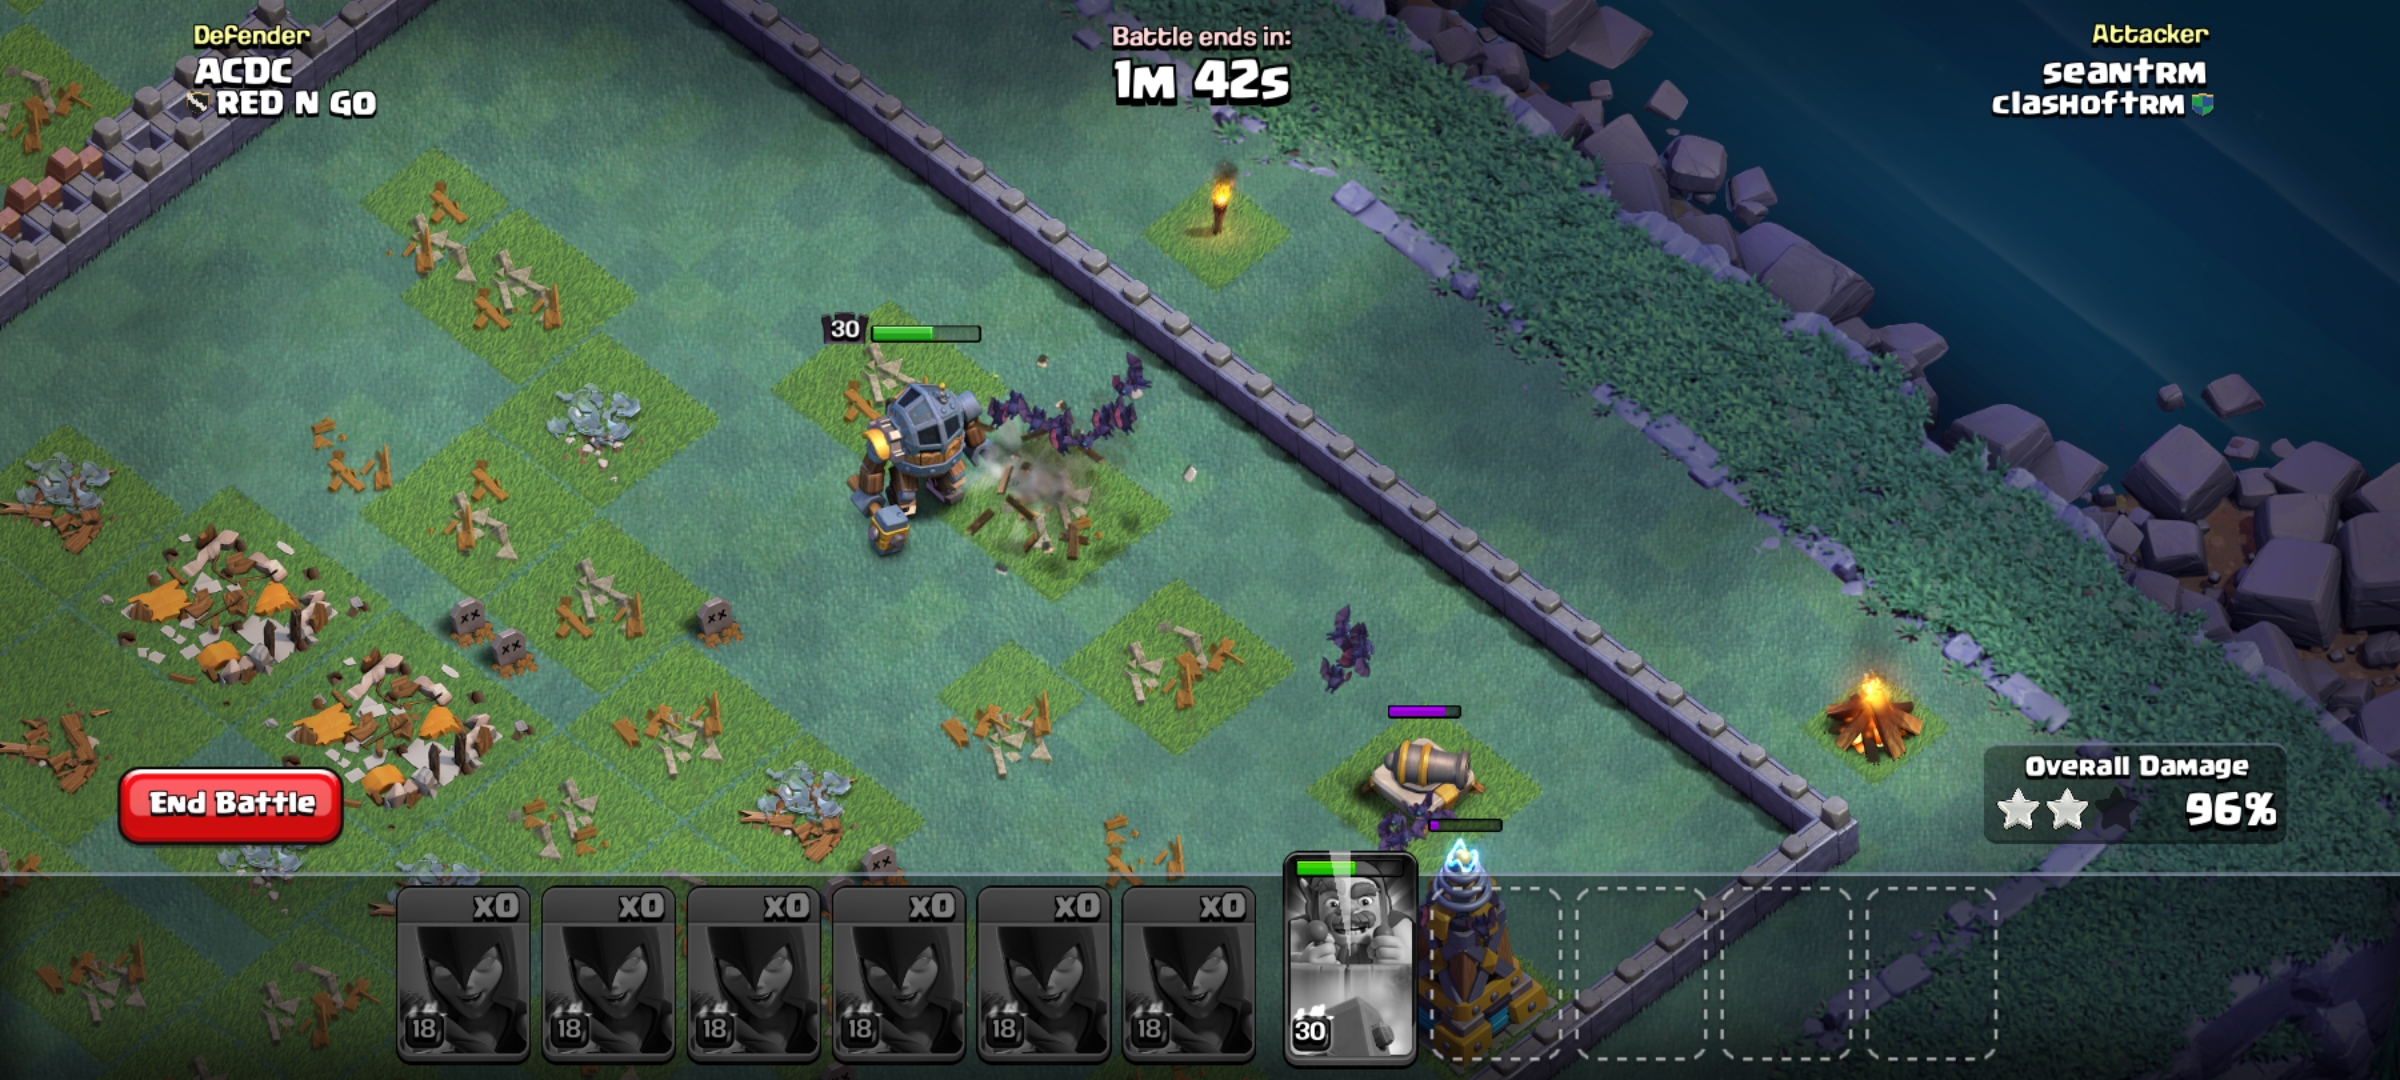 Defender
ACDC
RED N GO
Battle ends in:
1M 42s
Attacker
seantRM
clashoftRM
30
End Battle
Overall Damage
96%
x0
x0
x0
x0
x0
x0
18
18
18
18
18
18
30